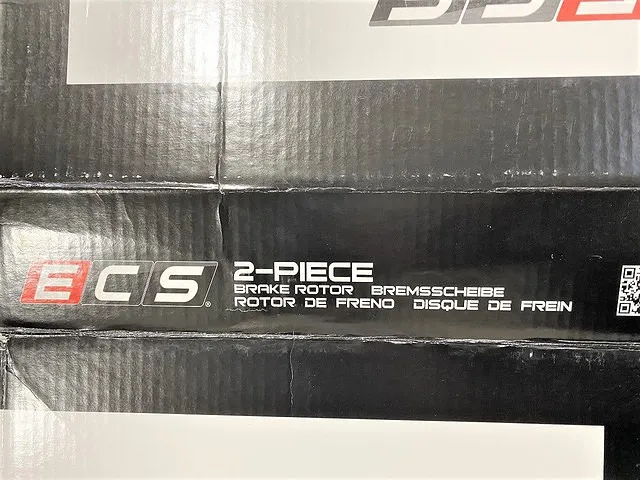 ECS® 2-PIECE
BRAKE ROTOR BREMSSCHEIBE
ROTOR DE FRENO DISQUE DE FREIN